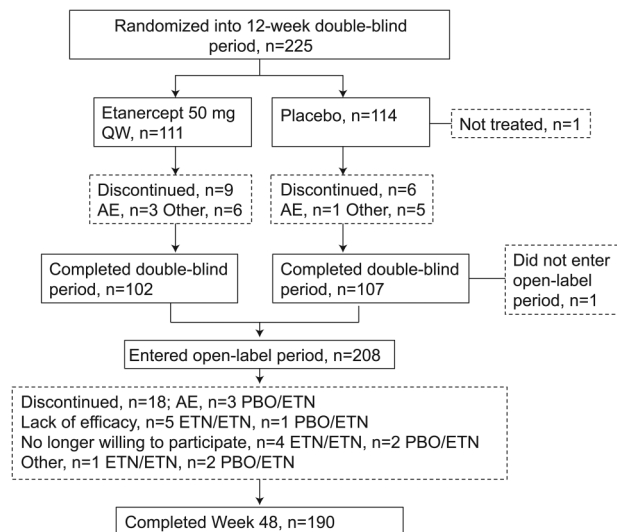 Randomized into 12-week double-blind
period, n=225
Etanercept 50 mg
QW, n=111
Placebo, n=114
Not treated, n=1
Discontinued, n=9
AE, n=3 Other, n=6
Discontinued, n=6
AE, n=1 Other, n=5
Completed double-blind
period, n=102
Completed double-blind
period, n=107
Did not enter
open-label
period, n=1
Entered open-label period, n=208
Discontinued, n=18; AE, n=3 PBO/ETN
Lack of efficacy, n=5 ETN/ETN, n=1 PBO/ETN
No longer willing to participate, n=4 ETN/ETN, n=2 PBO/ETN
Other, n=1 ETN/ETN, n=2 PBO/ETN
Completed Week 48, n=190